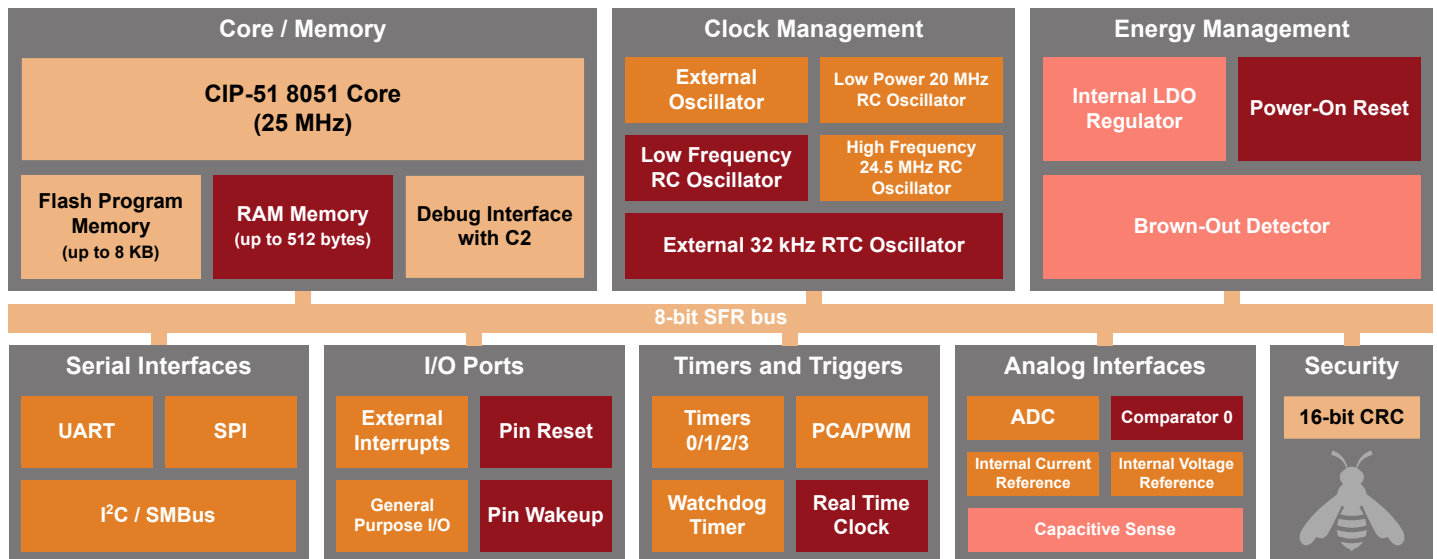 Core / Memory
CIP-51 8051 Core
(25 MHz)
Flash Program
Memory
(up to 8 KB)
RAM Memory
(up to 512 bytes)
Debug Interface
with C2
Clock Management
External
Oscillator
Low Power 20 MHz
RC Oscillator
Low Frequency
RC Oscillator
High Frequency
24.5 MHz RC
Oscillator
External 32 kHz RTC Oscillator
Energy Management
Internal LDO
Regulator
Power-On Reset
Brown-Out Detector
8-bit SFR bus
Serial Interfaces
UART
SPI
I²C / SMBus
I/O Ports
External
Interrupts
Pin Reset
General
Purpose I/O
Pin Wakeup
Timers and Triggers
Timers
0/1/2/3
PCA/PWM
Watchdog
Timer
Real Time
Clock
Analog Interfaces
ADC
Comparator 0
Internal Current
Reference
Internal Voltage
Reference
Capacitive Sense
Security
16-bit CRC